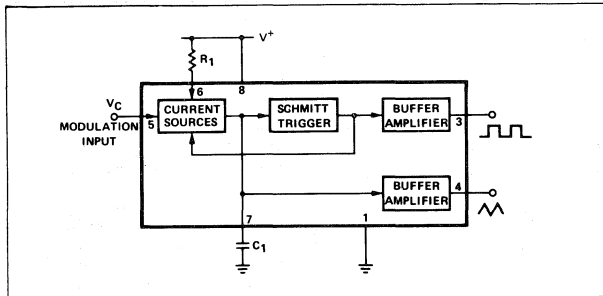 V+
R1
6
8
VC
MODULATION
INPUT
5
CURRENT
SOURCES
SCHMITT
TRIGGER
BUFFER
AMPLIFIER
3
BUFFER
AMPLIFIER
4
7
1
C1